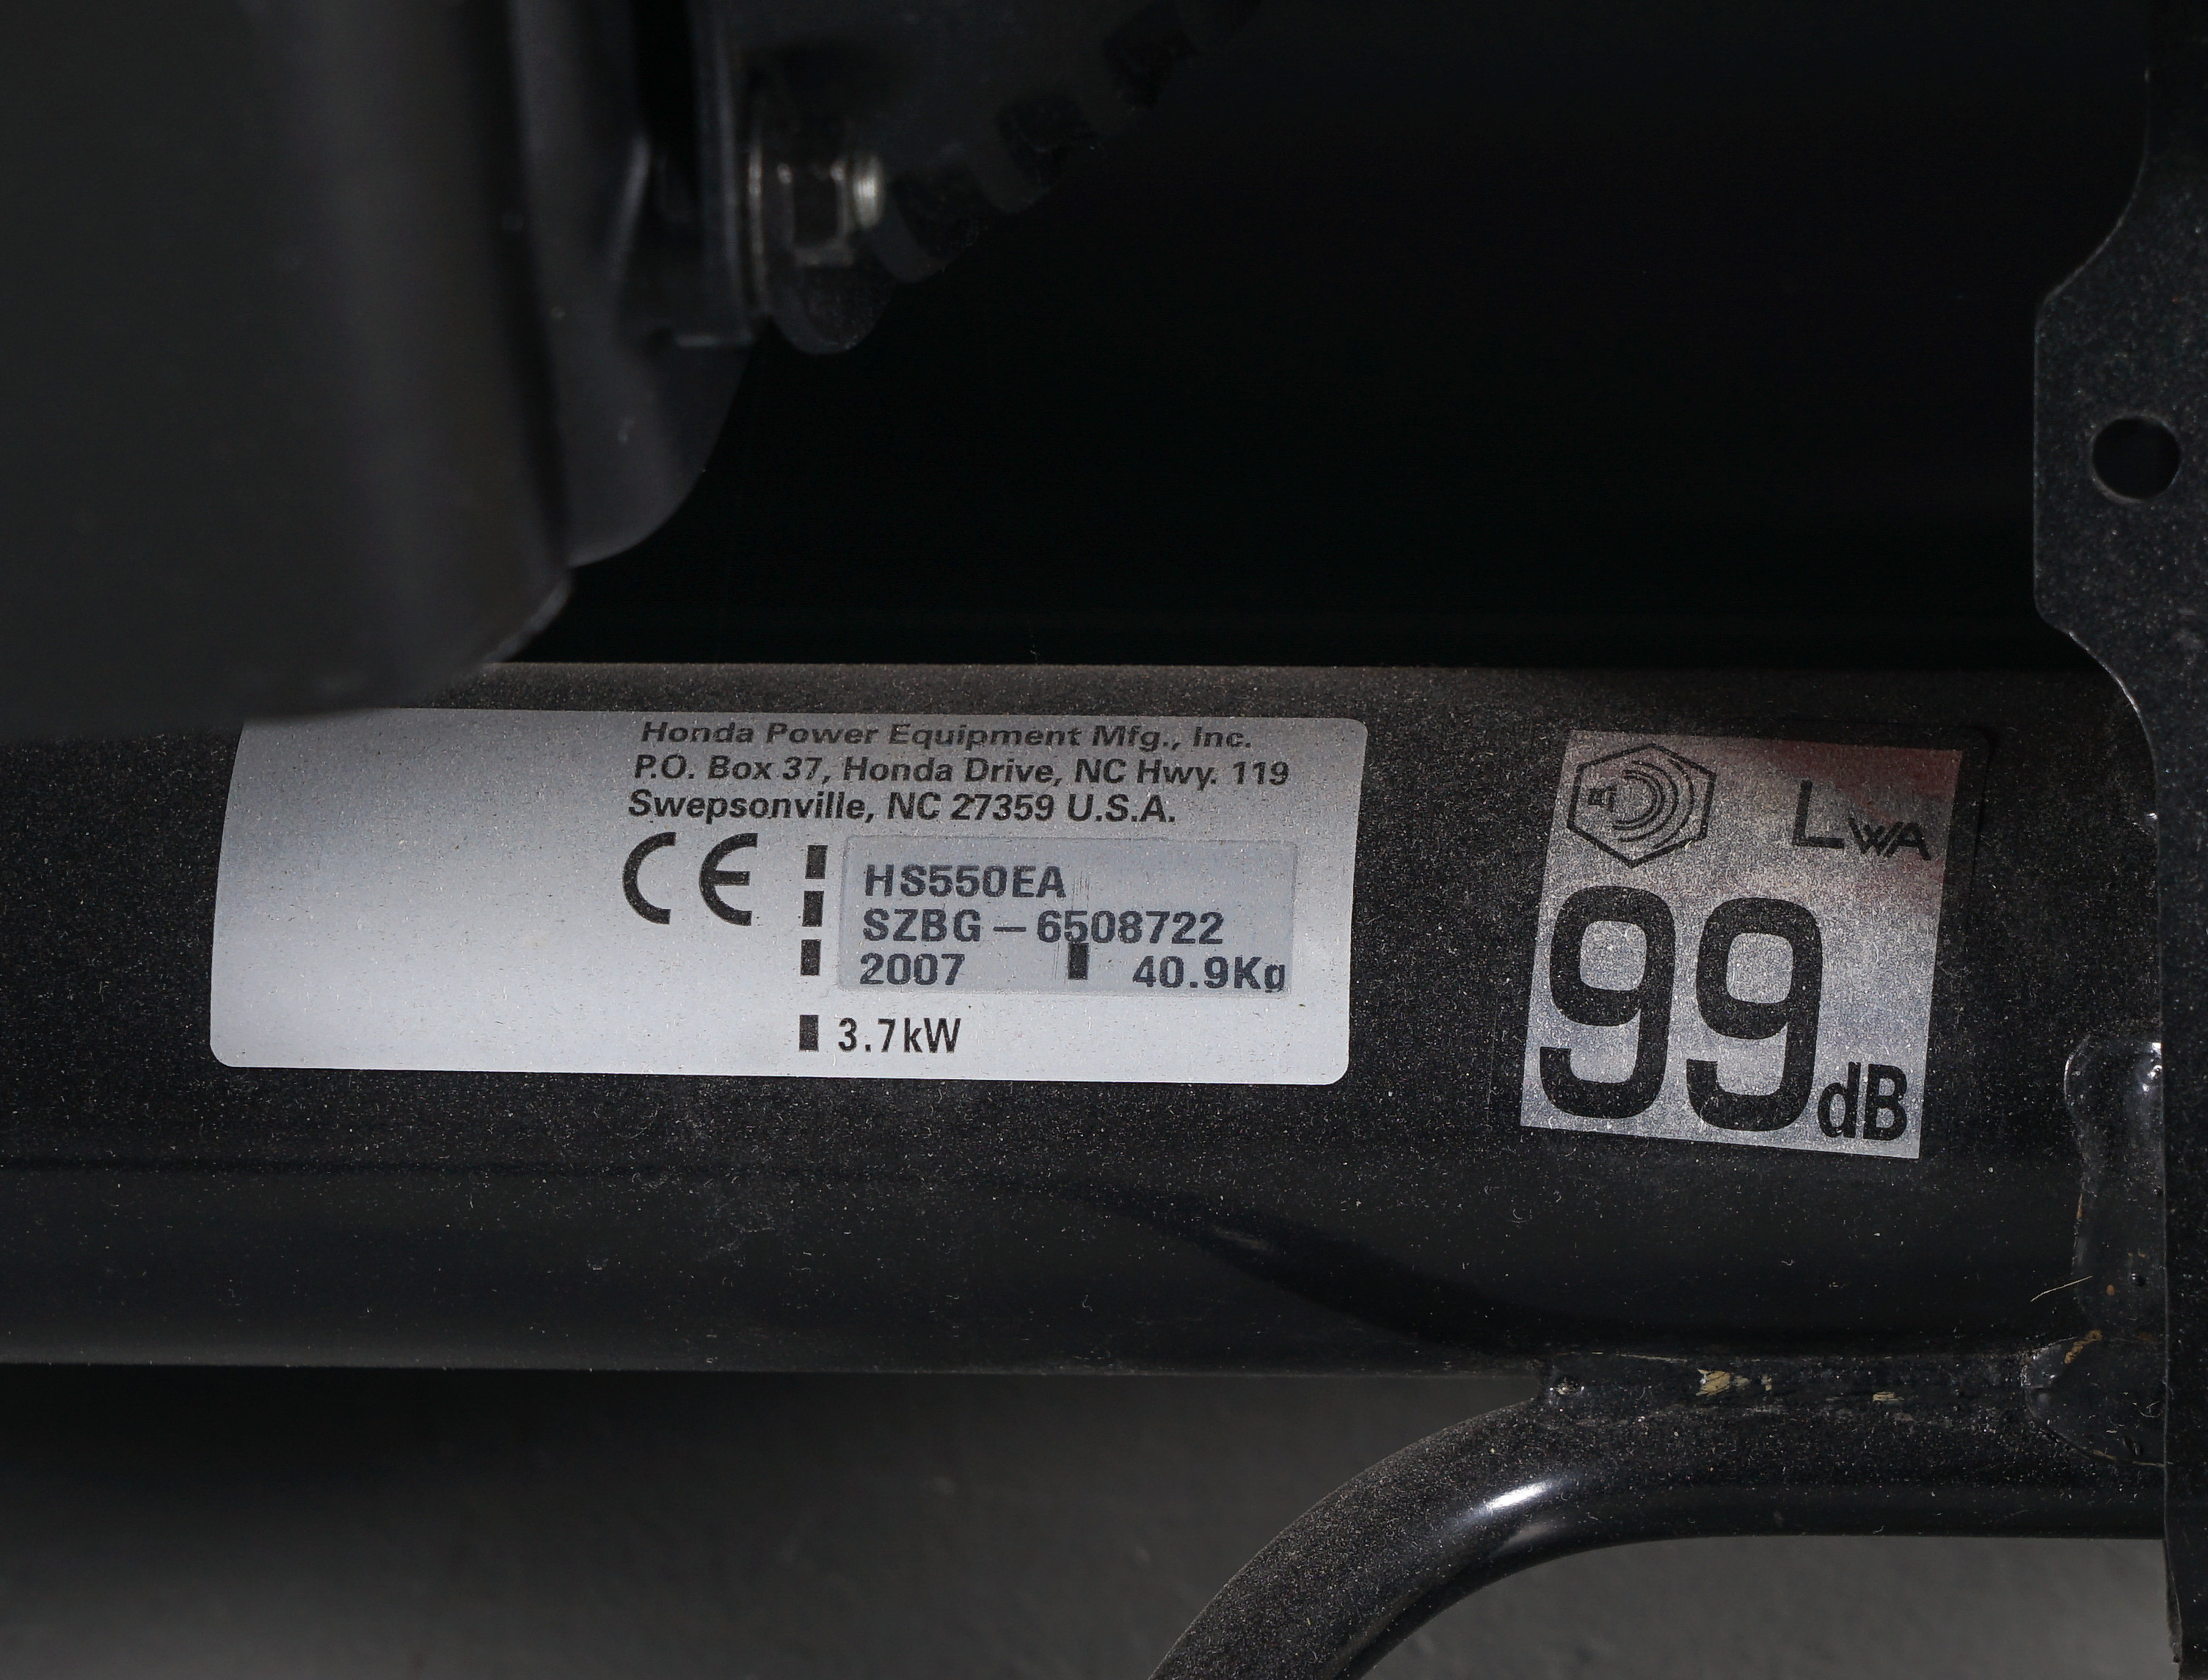 Honda Power Equipment Mfg., Inc.
P.O. Box 37, Honda Drive, NC Hwy. 119
Swepsonville, NC 27359 U.S.A.
CE
HS550EA
SZBG – 6508722
2007 40.9Kg
3.7kW
LWA
99dB